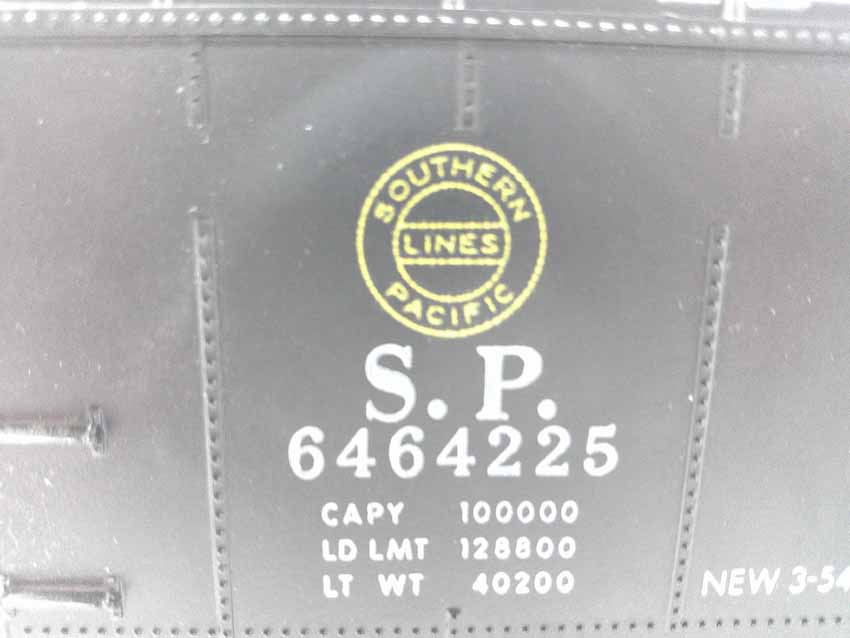 SOUTHERN
LINES
PACIFIC
S.P.
6464225
CAPY 100000
LD LMT 128800
LT WT 40200
NEW 3-54